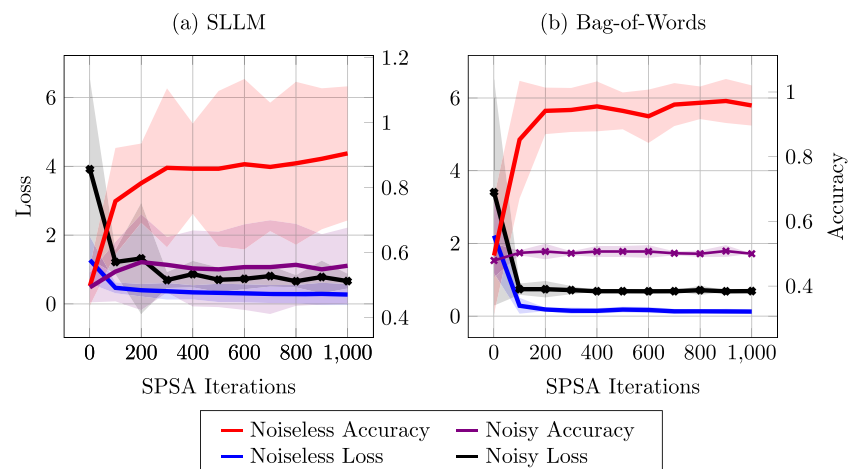 (a) SLLM
(b) Bag-of-Words
Loss
6
4
2
0
1.2
1
0.8
0.6
0.4
0 200 400 600 800 1,000
SPSA Iterations
6
4
2
0
1
0.8
0.6
0.4
Accuracy
0 200 400 600 800 1,000
SPSA Iterations
Noiseless Accuracy Noisy Accuracy
Noiseless Loss Noisy Loss